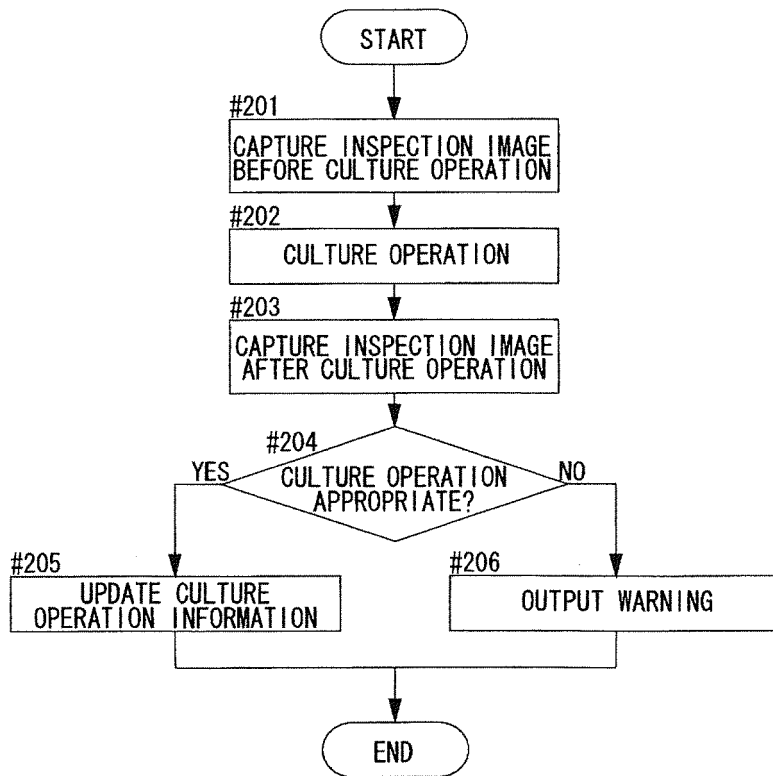 START
#201
CAPTURE INSPECTION IMAGE
BEFORE CULTURE OPERATION
#202
CULTURE OPERATION
#203
CAPTURE INSPECTION IMAGE
AFTER CULTURE OPERATION
#204
YES
CULTURE OPERATION
APPROPRIATE?
NO
#205
UPDATE CULTURE
OPERATION INFORMATION
#206
OUTPUT WARNING
END